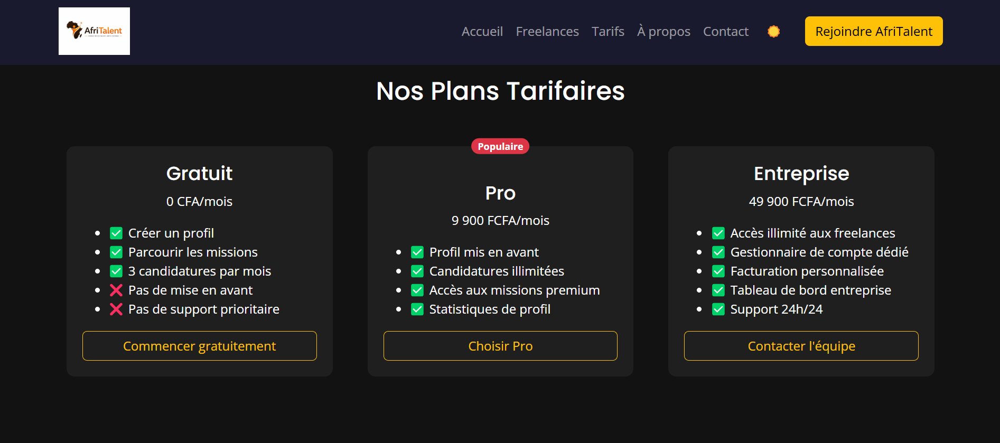 AfriTalent
Accueil Freelances Tarifs À propos Contact Rejoindre AfriTalent
Nos Plans Tarifaires
Gratuit
0 CFA/mois
✅ Créer un profil
✅ Parcourir les missions
✅ 3 candidatures par mois
❌ Pas de mise en avant
❌ Pas de support prioritaire
Commencer gratuitement
Populaire
Pro
9 900 FCFA/mois
✅ Profil mis en avant
✅ Candidatures illimitées
✅ Accès aux missions premium
✅ Statistiques de profil
Choisir Pro
Entreprise
49 900 FCFA/mois
✅ Accès illimité aux freelances
✅ Gestionnaire de compte dédié
✅ Facturation personnalisée
✅ Tableau de bord entreprise
✅ Support 24h/24
Contacter l'équipe